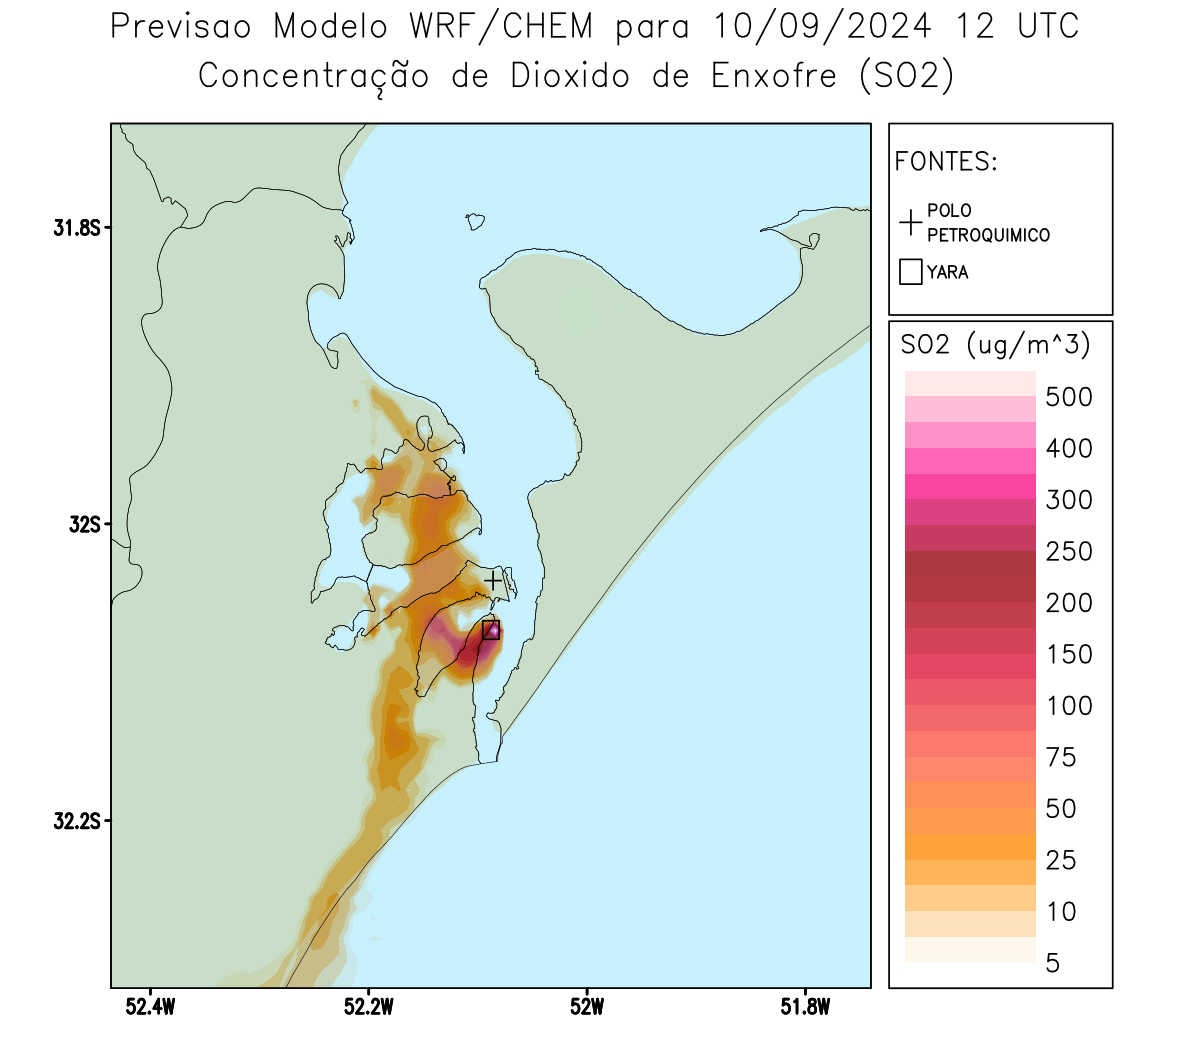 Previsao Modelo WRF/CHEM para 10/09/2024 12 UTC
Concentração de Dioxido de Enxofre (SO2)
FONTES:
POLO
PETROQUIMICO
YARA
31.8S
32S
32.2S
52.4W
52.2W
52W
51.8W
SO2 (ug/m^3)
500
400
300
250
200
150
100
75
50
25
10
5